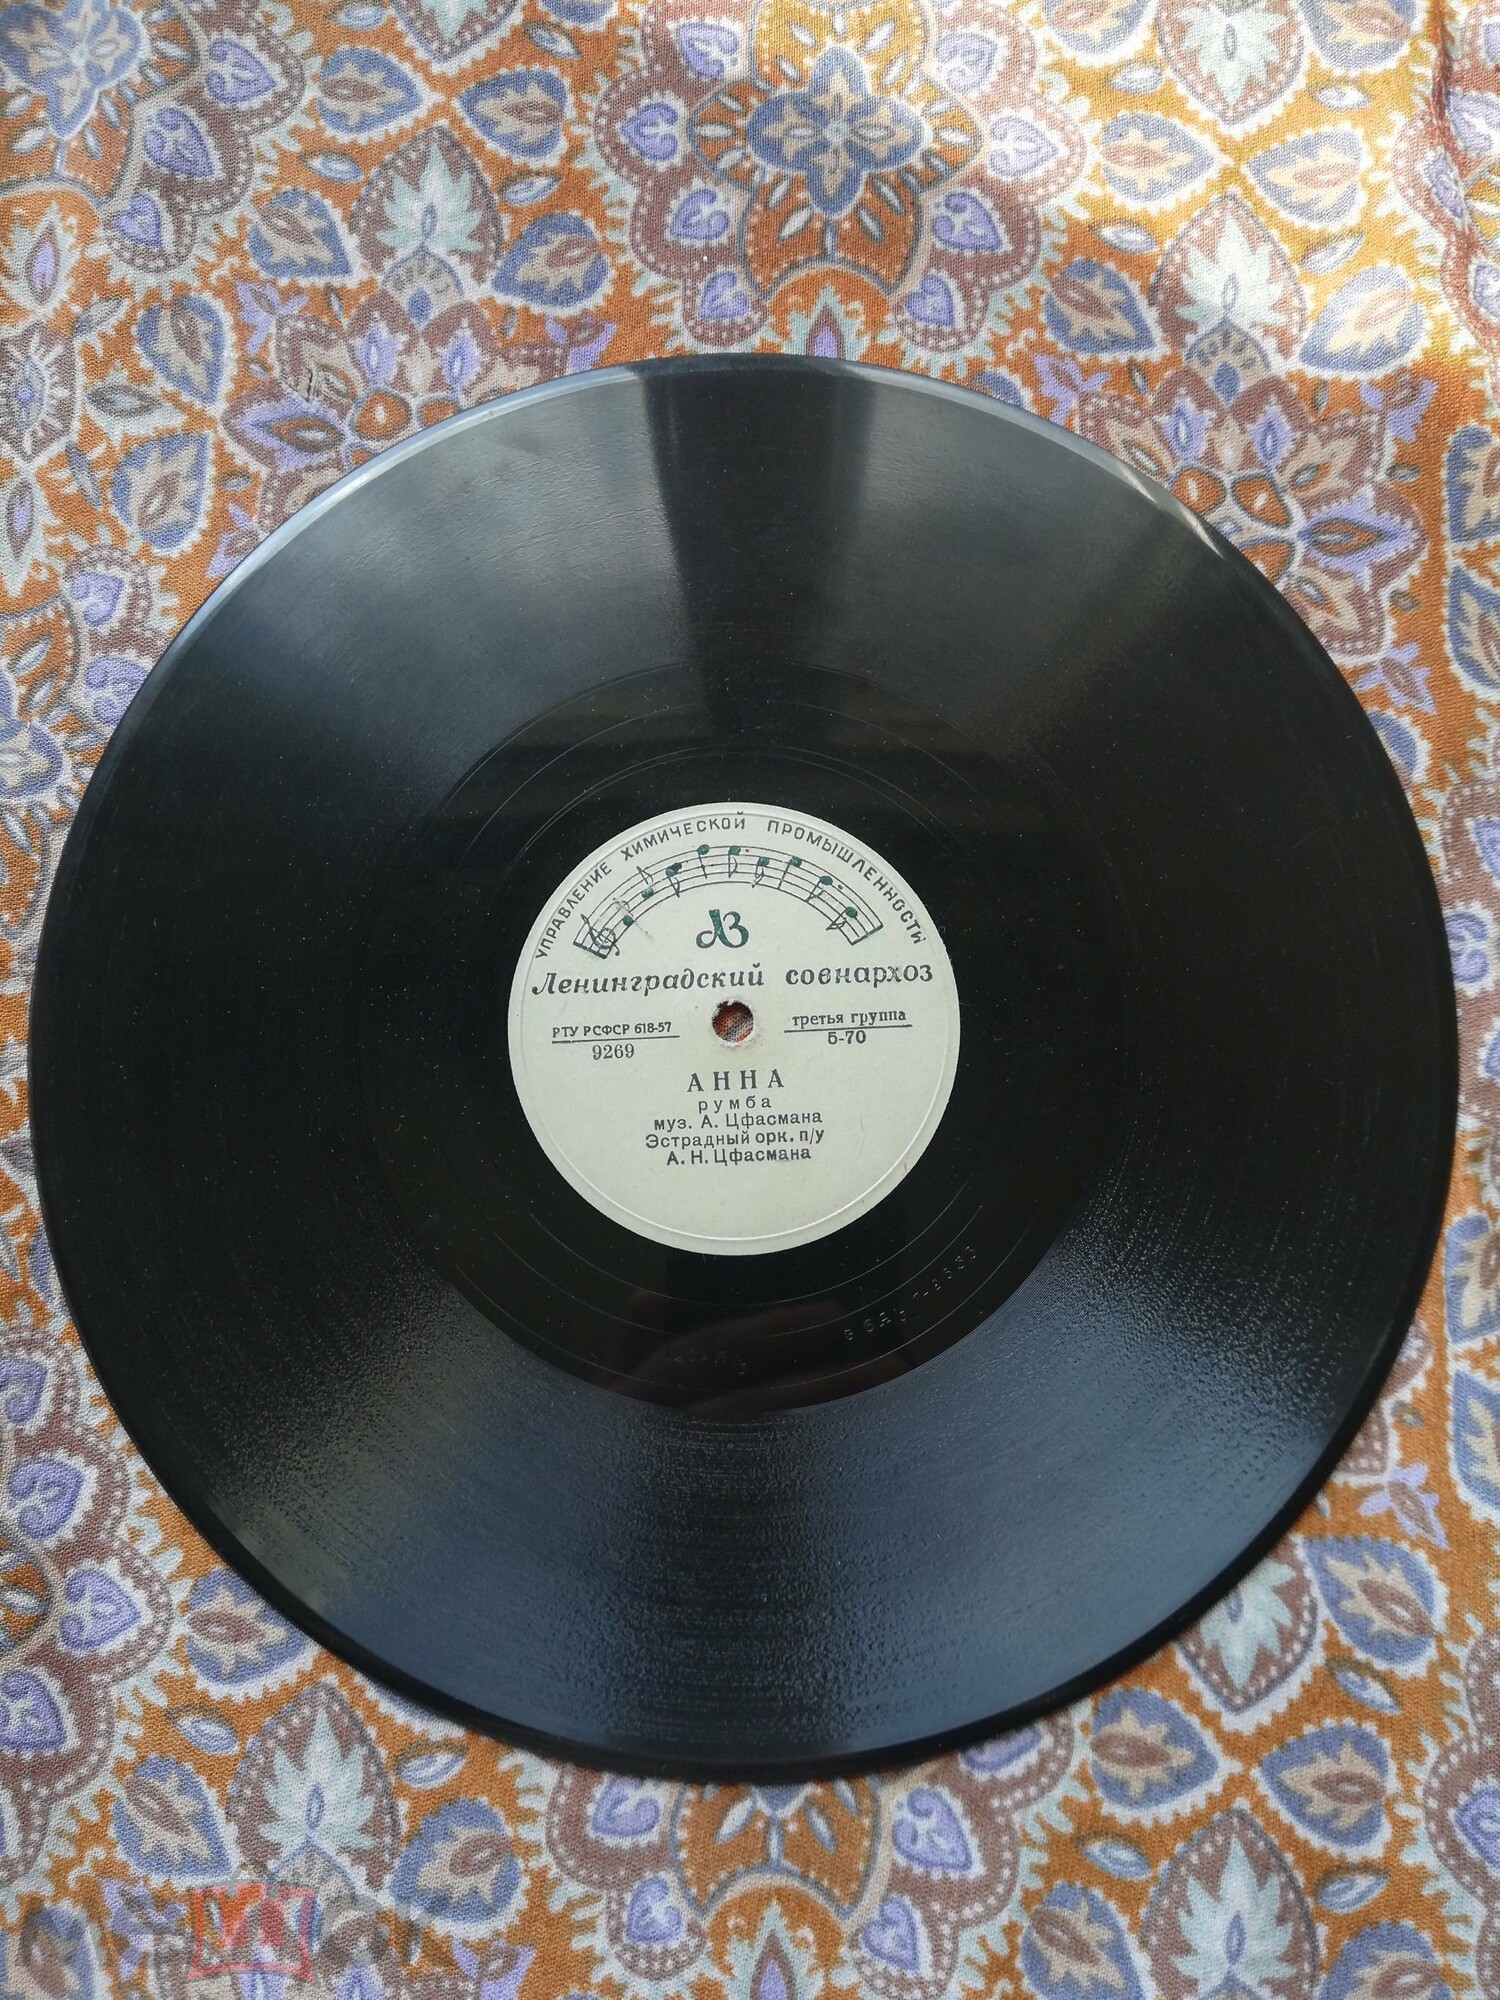 УПРАВЛЕНИЕ ХИМИЧЕСКОЙ ПРОМЫШЛЕННОСТИ
ЛЗ
Ленинградский совнархоз
РТУ РСФСР 618-57
9269
третья группа
Б-70
АННА
румба
муз. А. Цфасмана
Эстрадный орк. п/у
А. Н. Цфасмана